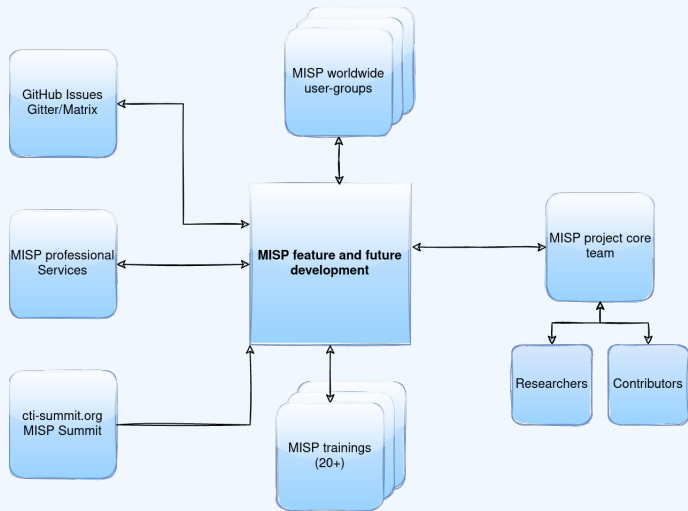 MISP worldwide
user-groups
GitHub Issues
Gitter/Matrix
MISP professional
Services
MISP feature and future
development
MISP project core
team
Researchers
Contributors
cti-summit.org
MISP Summit
MISP trainings
(20+)